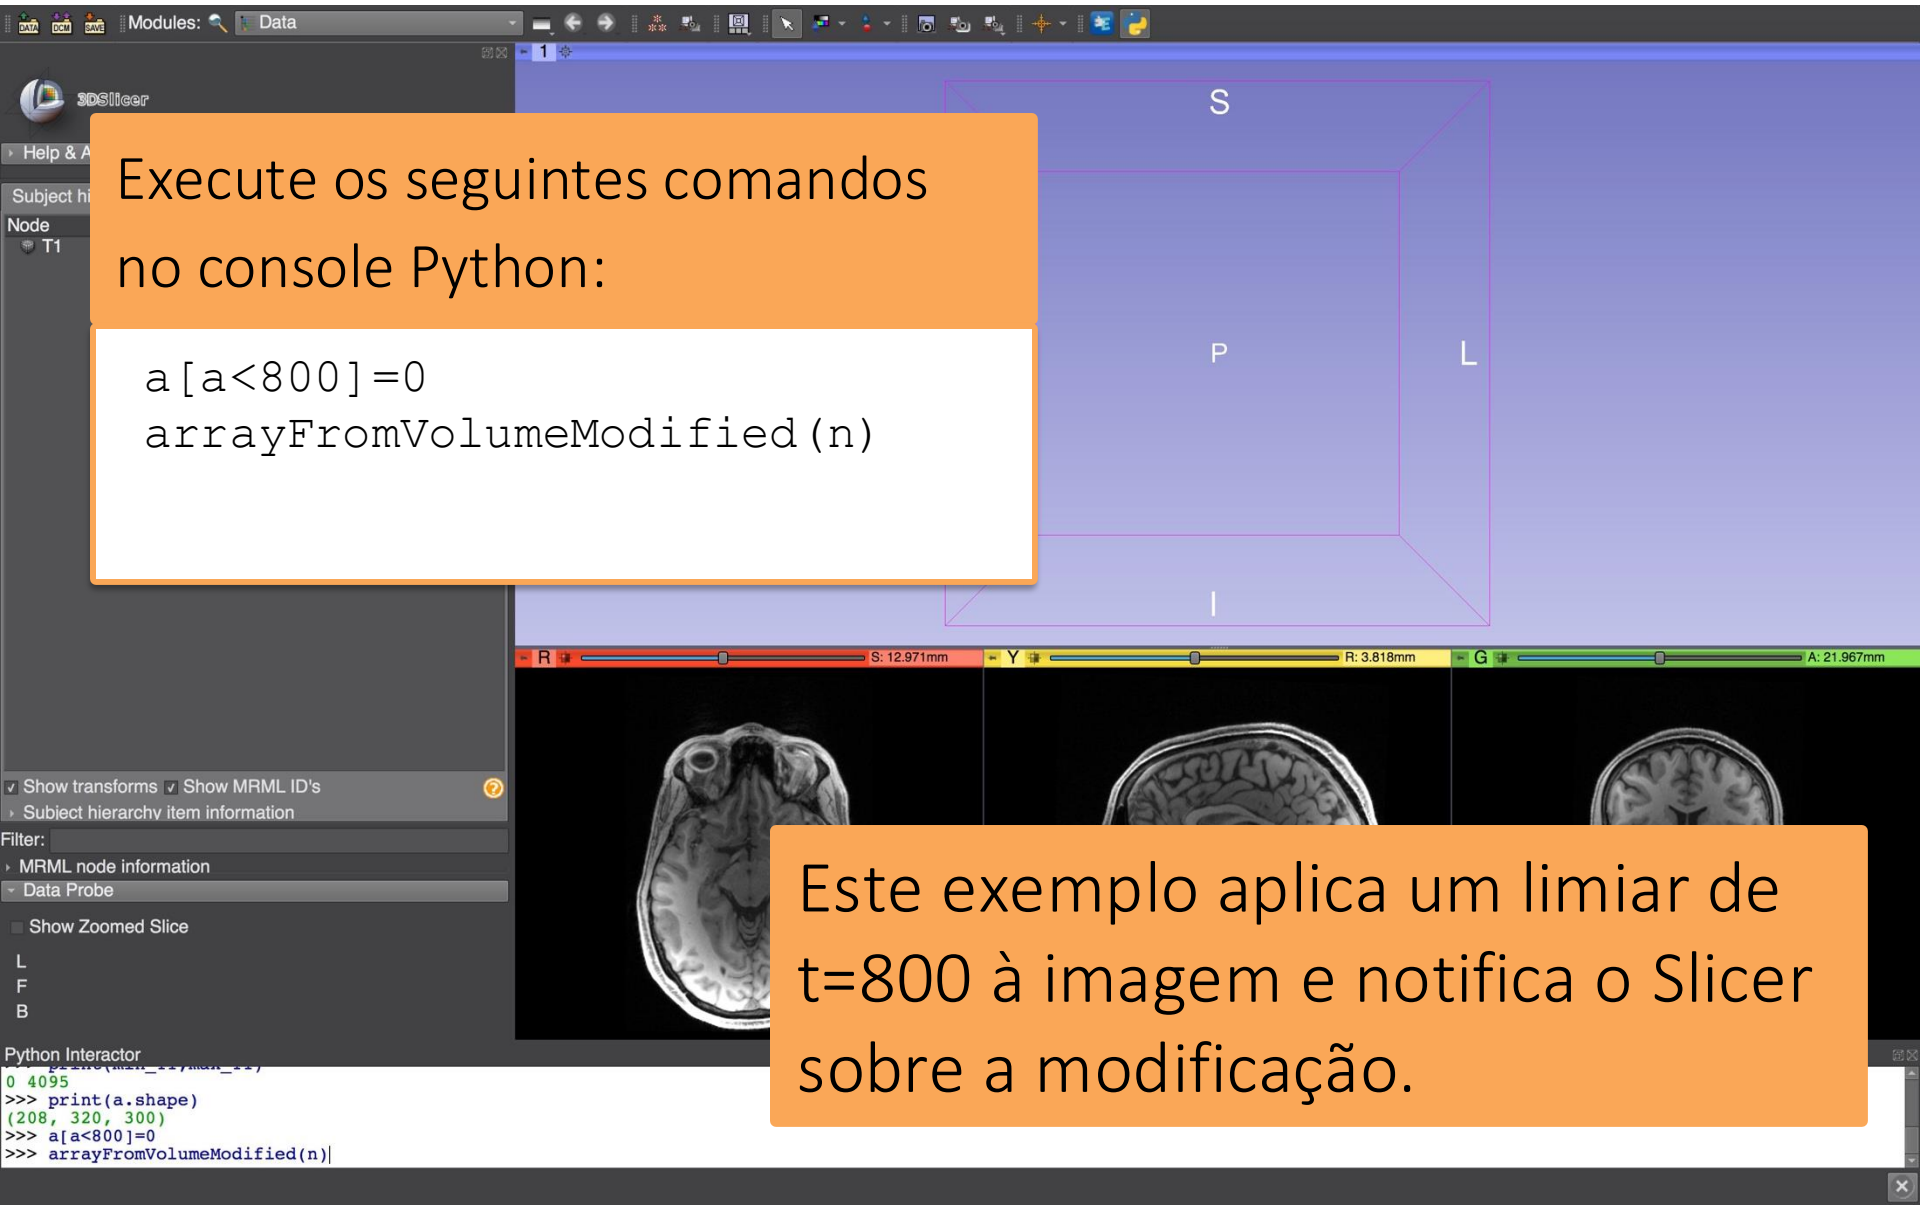 DATA DCM SAVE Modules: Data
1
3DSlicer
Help & A
Execute os seguintes comandos
no console Python:
Subject hi
Node
T1
a[a<800]=0
arrayFromVolumeModified(n)
S
P
L
I
R S: 12.971mm
Y R: 3.818mm
G A: 21.967mm
Show transforms Show MRML ID's
Subject hierarchy item information
Filter:
MRML node information
Data Probe
Show Zoomed Slice
L
F
B
Este exemplo aplica um limiar de
t=800 à imagem e notifica o Slicer
sobre a modificação.
Python Interactor
0 4095
>>> print(a.shape)
(208, 320, 300)
>>> a[a<800]=0
>>> arrayFromVolumeModified(n)